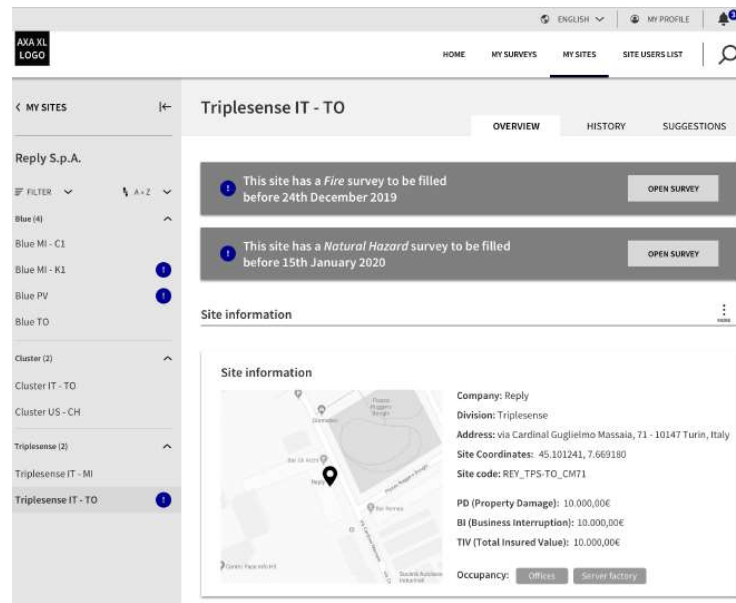 ENGLISH
MY PROFILE
AXA XL
LOGO
HOME
MY SURVEYS
MY SITES
SITE USERS LIST
MY SITES
Triplesense IT - TO
OVERVIEW
HISTORY
SUGGESTIONS
Reply S.p.A.
FILTER
A - Z
Blue (4)
Blue MI - C1
Blue MI - K1
Blue PV
Blue TO
Cluster (2)
Cluster IT - TO
Cluster US - CH
Triplesense (2)
Triplesense IT - MI
Triplesense IT - TO
This site has a Fire survey to be filled
before 24th December 2019
OPEN SURVEY
This site has a Natural Hazard survey to be filled
before 15th January 2020
OPEN SURVEY
Site information
Site information
Piazza
Ruggero
Reply
Company: Reply
Division: Triplesense
Address: via Cardinal Guglielmo Massaia, 71 - 10147 Turin, Italy
Site Coordinates: 45.101241, 7.669180
Site code: REY_TPS-TO_CM71
PD (Property Damage): 10.000,00€
BI (Business Interruption): 10.000,00€
TIV (Total Insured Value): 10.000,00€
Occupancy: Offices Server factory